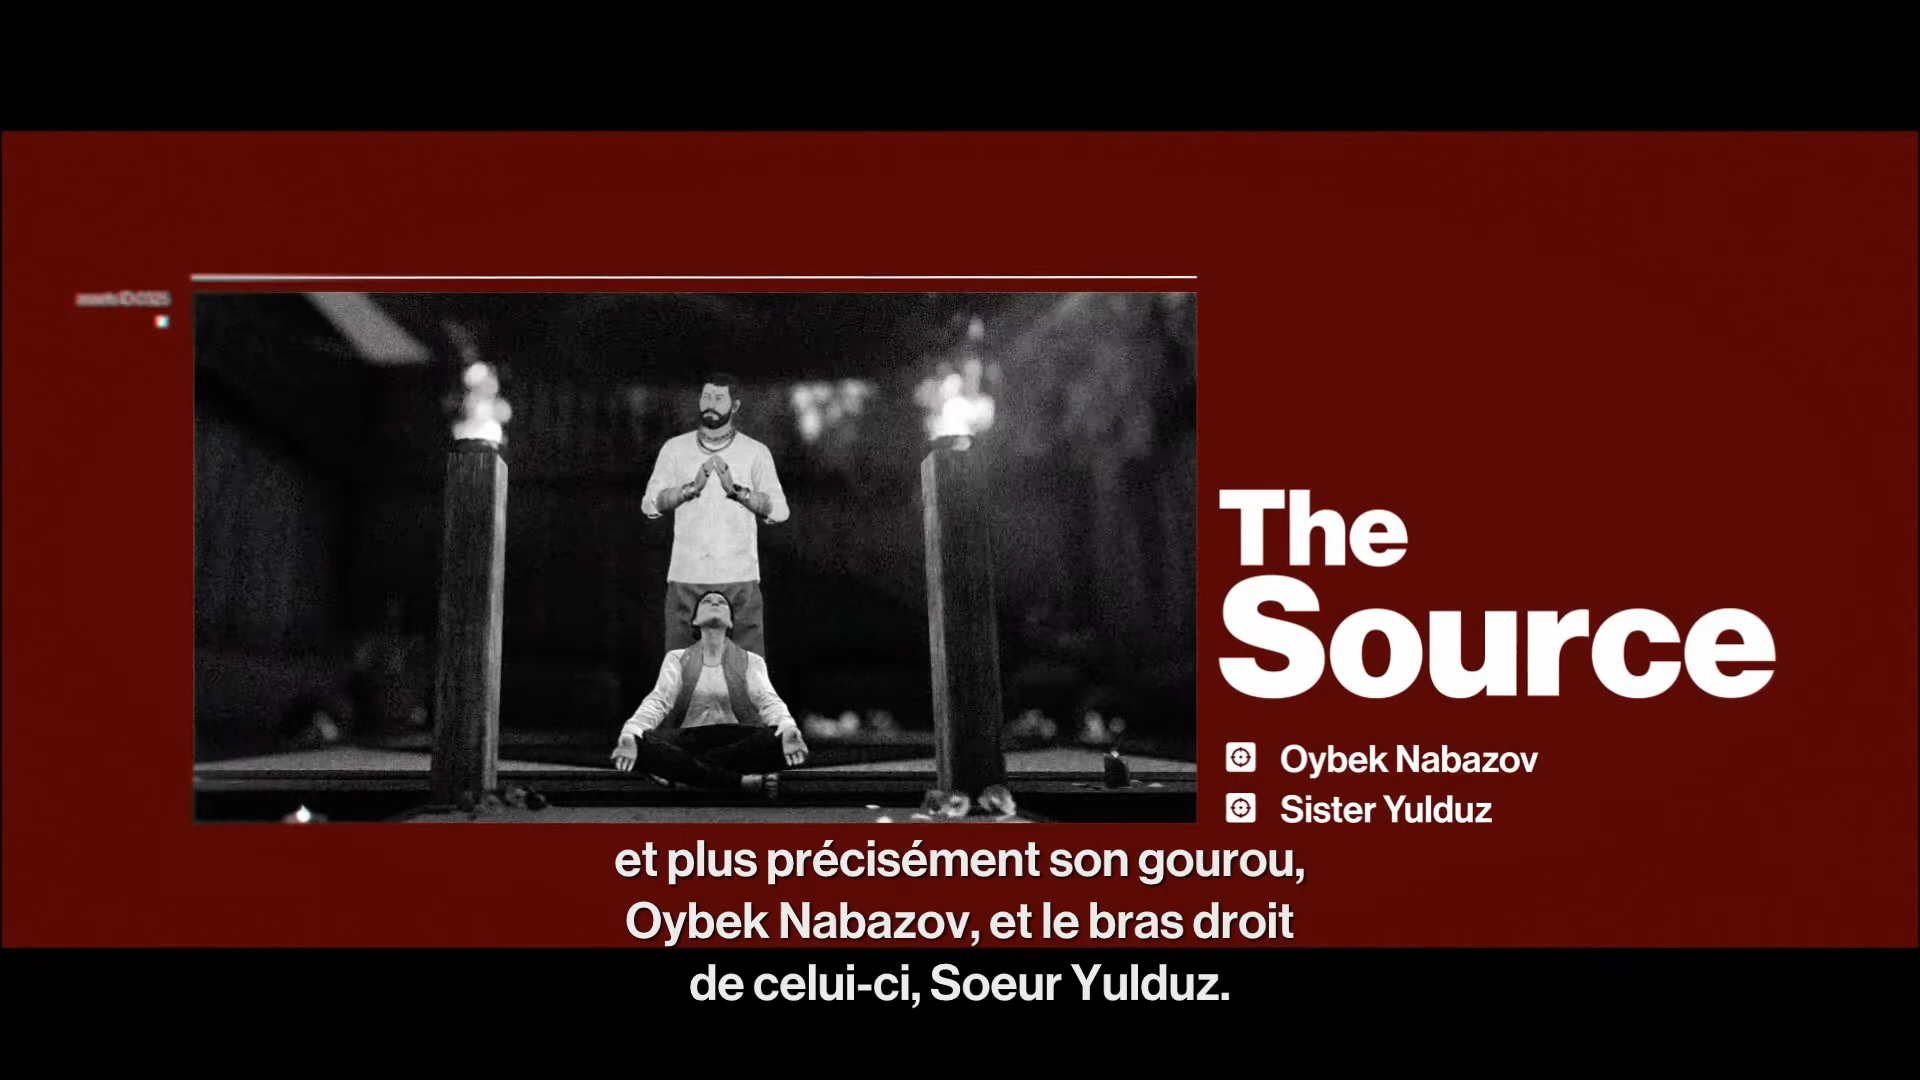 The
Source
Oybek Nabazov
Sister Yulduz
et plus précisément son gourou,
Oybek Nabazov, et le bras droit
de celui-ci, Soeur Yulduz.